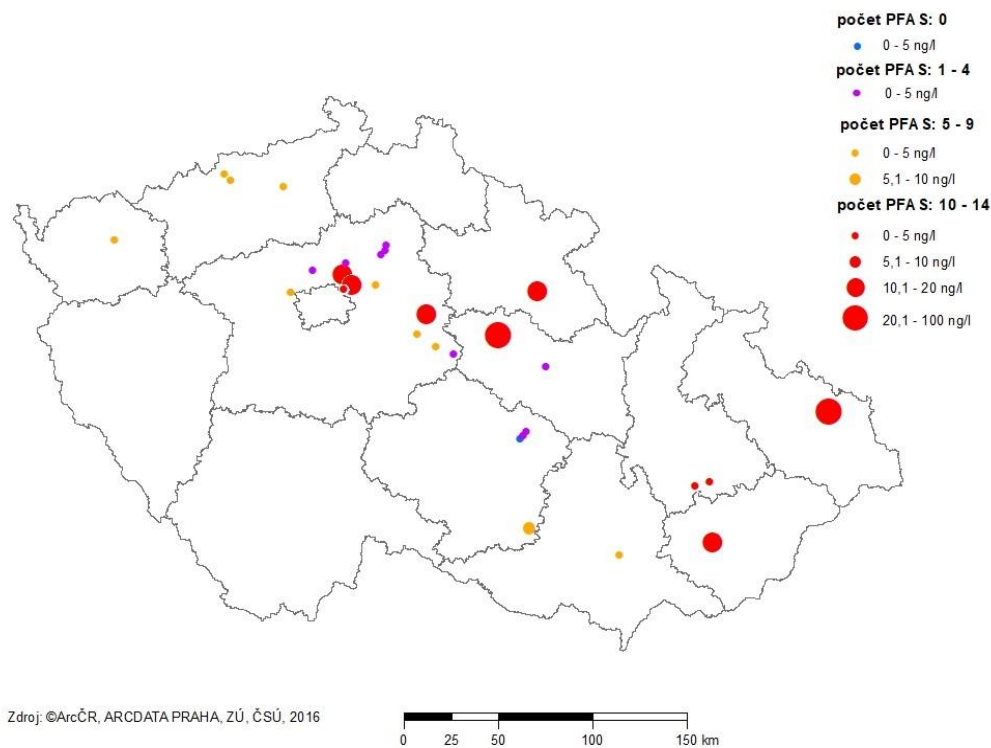 počet PFA S: 0
0 - 5 ng/l
počet PFA S: 1 - 4
0 - 5 ng/l
počet PFA S: 5 - 9
0 - 5 ng/l
5,1 - 10 ng/l
počet PFA S: 10 - 14
0 - 5 ng/l
5,1 - 10 ng/l
10,1 - 20 ng/l
20,1 - 100 ng/l
Zdroj: ©ArcČR, ARCDATA PRAHA, ZÚ, ČSÚ, 2016
0 25 50 100 150 km